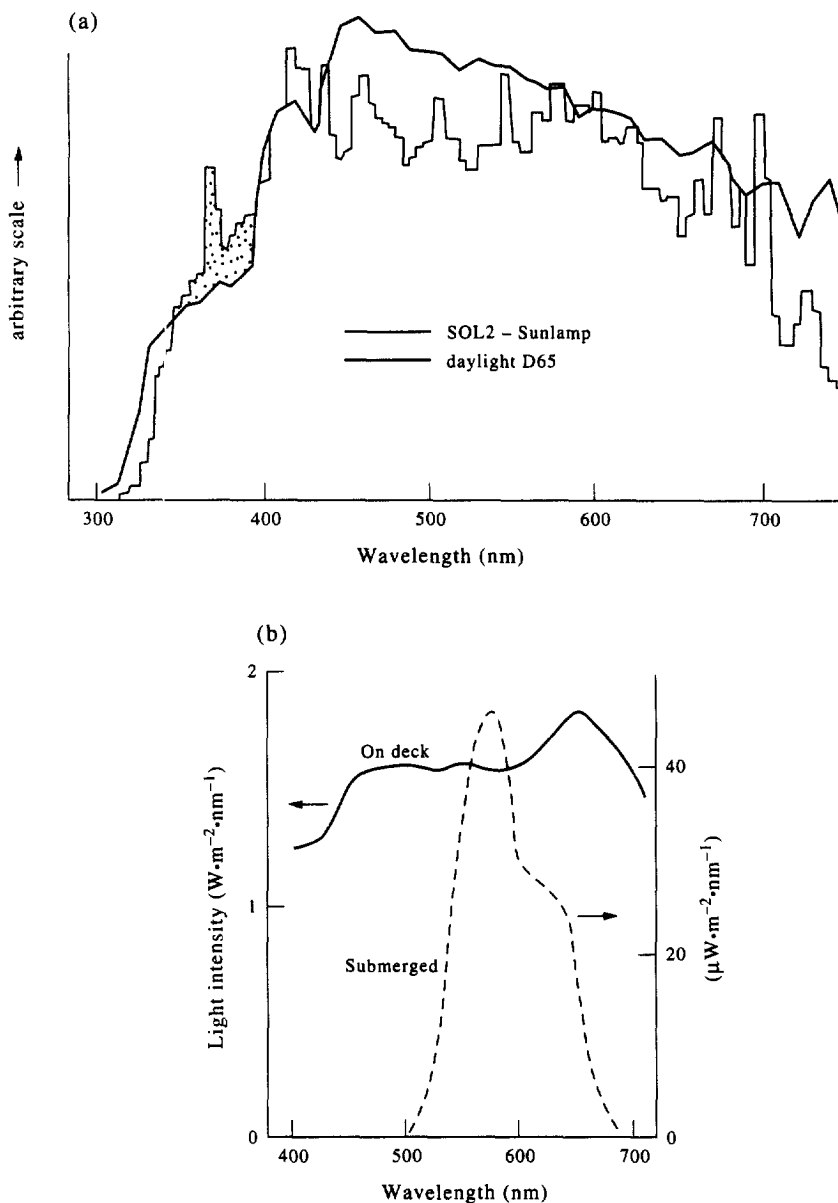 (a)
arbitrary scale
SOL2 – Sunlamp
daylight D65
300 400 500 600 700
Wavelength (nm)
(b)
2
On deck
40
Light intensity (W·m⁻²·nm⁻¹)
(μW·m⁻²·nm⁻¹)
1
20
Submerged
0 0
400 500 600 700
Wavelength (nm)